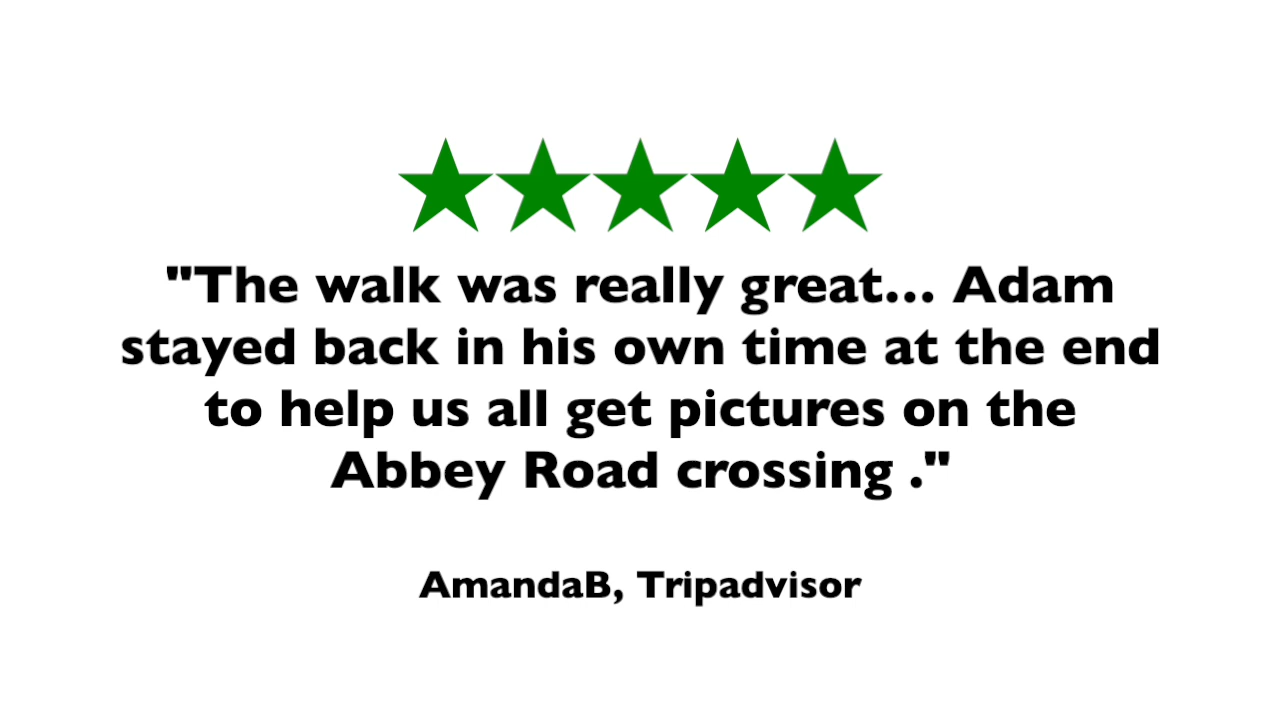 "The walk was really great... Adam
stayed back in his own time at the end
to help us all get pictures on the
Abbey Road crossing ."
AmandaB, Tripadvisor